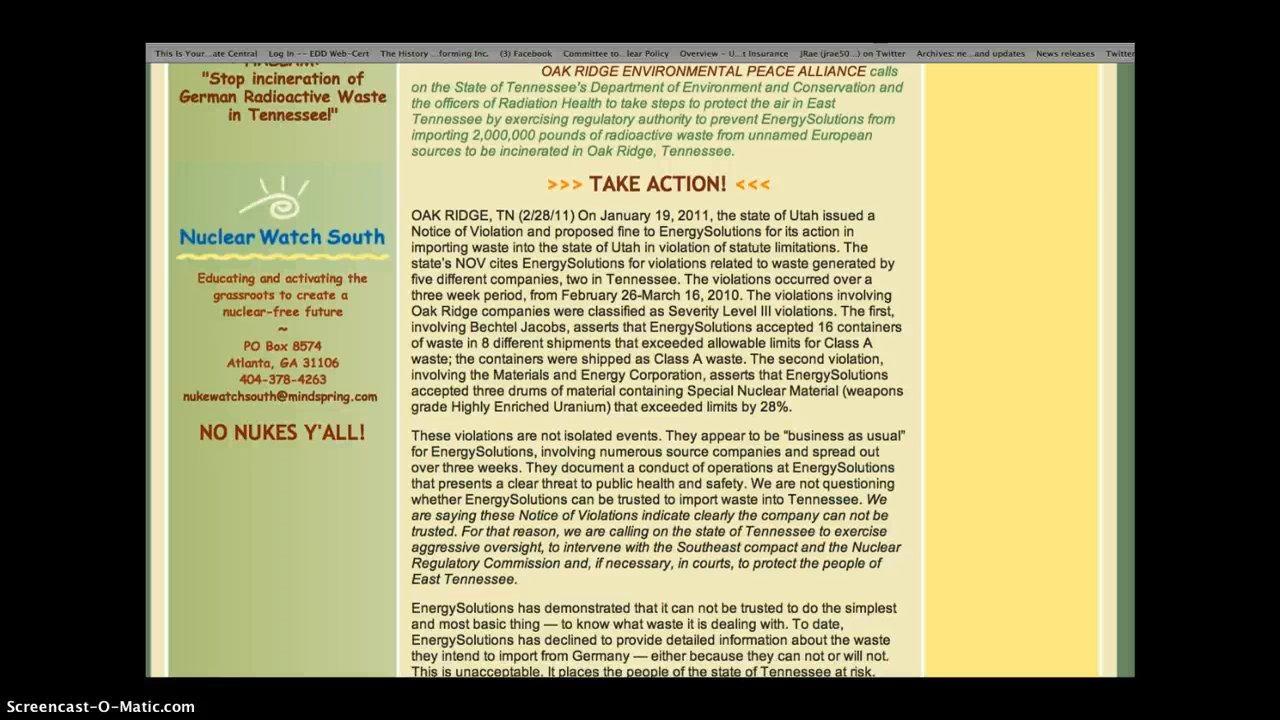 This Is Your...ate Central Log In -- EDD Web-Cert The History ...forming Inc. (3) Facebook Committee to...lear Policy Overview - U...t Insurance JRae (jrae50...) on Twitter Archives: ne...and updates News releases Twitter
"Stop incineration of
German Radioactive Waste
in Tennessee!"
Nuclear Watch South
Educating and activating the
grassroots to create a
nuclear-free future
~
PO Box 8574
Atlanta, GA 31106
404-378-4263
nukewatchsouth@mindspring.com
NO NUKES Y'ALL!
OAK RIDGE ENVIRONMENTAL PEACE ALLIANCE calls
on the State of Tennessee's Department of Environment and Conservation and
the officers of Radiation Health to take steps to protect the air in East
Tennessee by exercising regulatory authority to prevent EnergySolutions from
importing 2,000,000 pounds of radioactive waste from unnamed European
sources to be incinerated in Oak Ridge, Tennessee.
>>> TAKE ACTION! <<<
OAK RIDGE, TN (2/28/11) On January 19, 2011, the state of Utah issued a
Notice of Violation and proposed fine to EnergySolutions for its action in
importing waste into the state of Utah in violation of statute limitations. The
state's NOV cites EnergySolutions for violations related to waste generated by
five different companies, two in Tennessee. The violations occurred over a
three week period, from February 26-March 16, 2010. The violations involving
Oak Ridge companies were classified as Severity Level III violations. The first,
involving Bechtel Jacobs, asserts that EnergySolutions accepted 16 containers
of waste in 8 different shipments that exceeded allowable limits for Class A
waste; the containers were shipped as Class A waste. The second violation,
involving the Materials and Energy Corporation, asserts that EnergySolutions
accepted three drums of material containing Special Nuclear Material (weapons
grade Highly Enriched Uranium) that exceeded limits by 28%.
These violations are not isolated events. They appear to be "business as usual"
for EnergySolutions, involving numerous source companies and spread out
over three weeks. They document a conduct of operations at EnergySolutions
that presents a clear threat to public health and safety. We are not questioning
whether EnergySolutions can be trusted to import waste into Tennessee. We
are saying these Notice of Violations indicate clearly the company can not be
trusted. For that reason, we are calling on the state of Tennessee to exercise
aggressive oversight, to intervene with the Southeast compact and the Nuclear
Regulatory Commission and, if necessary, in courts, to protect the people of
East Tennessee.
EnergySolutions has demonstrated that it can not be trusted to do the simplest
and most basic thing — to know what waste it is dealing with. To date,
EnergySolutions has declined to provide detailed information about the waste
they intend to import from Germany — either because they can not or will not.
This is unacceptable. It places the people of the state of Tennessee at risk.
Screencast-O-Matic.com